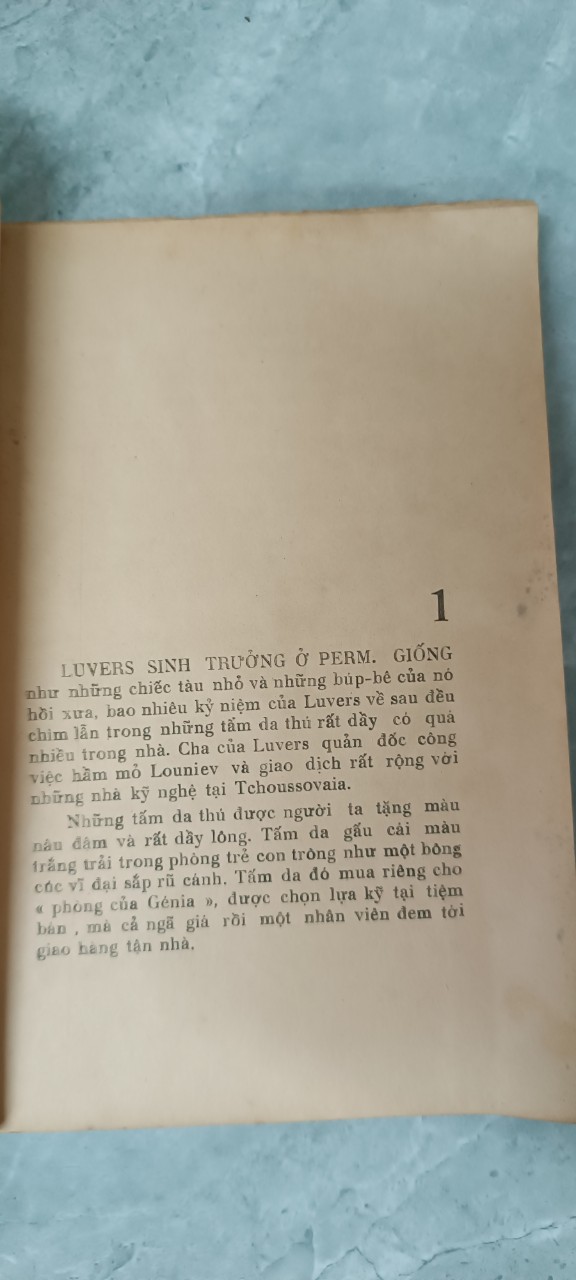 1
LUVERS SINH TRƯỞNG Ở PERM. GIỐNG
như những chiếc tàu nhỏ và những búp-bê của nó
hồi xưa, bao nhiêu kỷ niệm của Luvers về sau đều
chìm lẫn trong những tấm da thú rất dầy có quá
nhiều trong nhà. Cha của Luvers quản đốc công
việc hầm mỏ Louniev và giao dịch rất rộng với
những nhà kỹ nghệ tại Tchoussovaia.
Những tấm da thú được người ta tặng màu
nâu đậm và rất dầy lông. Tấm da gấu cái màu
trắng trải trong phòng trẻ con trông như một bông
cúc vĩ đại sắp rũ cánh. Tấm da đó mua riêng cho
« phòng của Génia », được chọn lựa kỹ tại tiệm
bán , mà cả ngã giá rồi một nhân viên đem tới
giao hàng tận nhà.